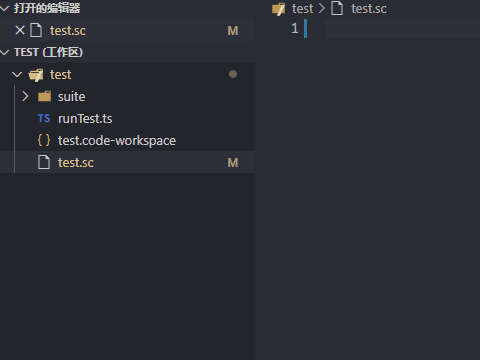 打开的编辑器
test.sc M
TEST (工作区)
test
suite
TS runTest.ts
{ } test.code-workspace
test.sc M
test > test.sc
1